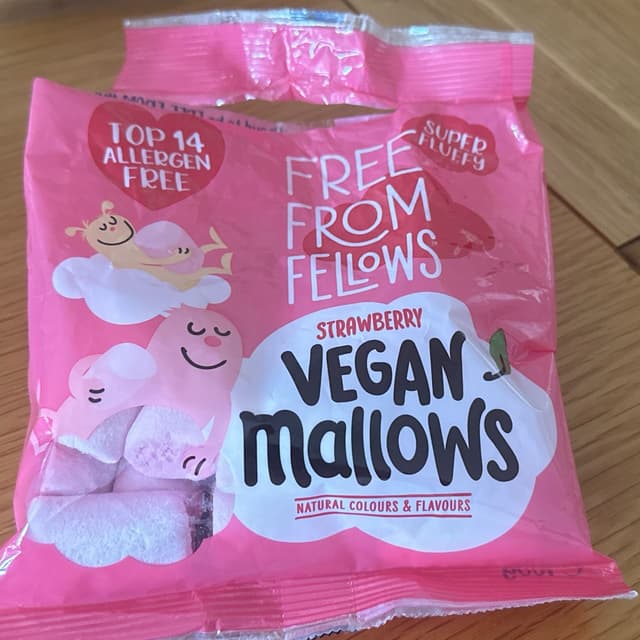 TOP 14
ALLERGEN
FREE
SUPER
FLUFFY
FREE
FROM
FELLOWS
STRAWBERRY
VEGAN
mallows
NATURAL COLOURS & FLAVOURS